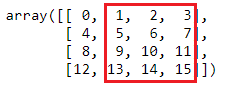 array([[ 0, 1, 2, 3],
[ 4, 5, 6, 7],
[ 8, 9, 10, 11],
[12, 13, 14, 15]])